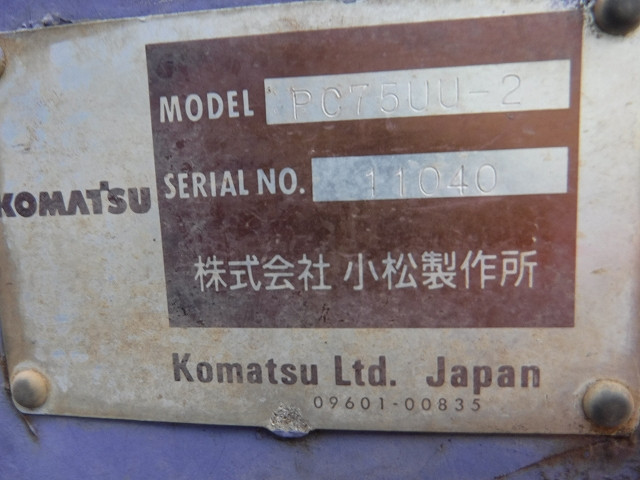 MODEL PC75UU-2
SERIAL NO. 11040
KOMATSU
株式会社 小松製作所
Komatsu Ltd. Japan
09601-00835